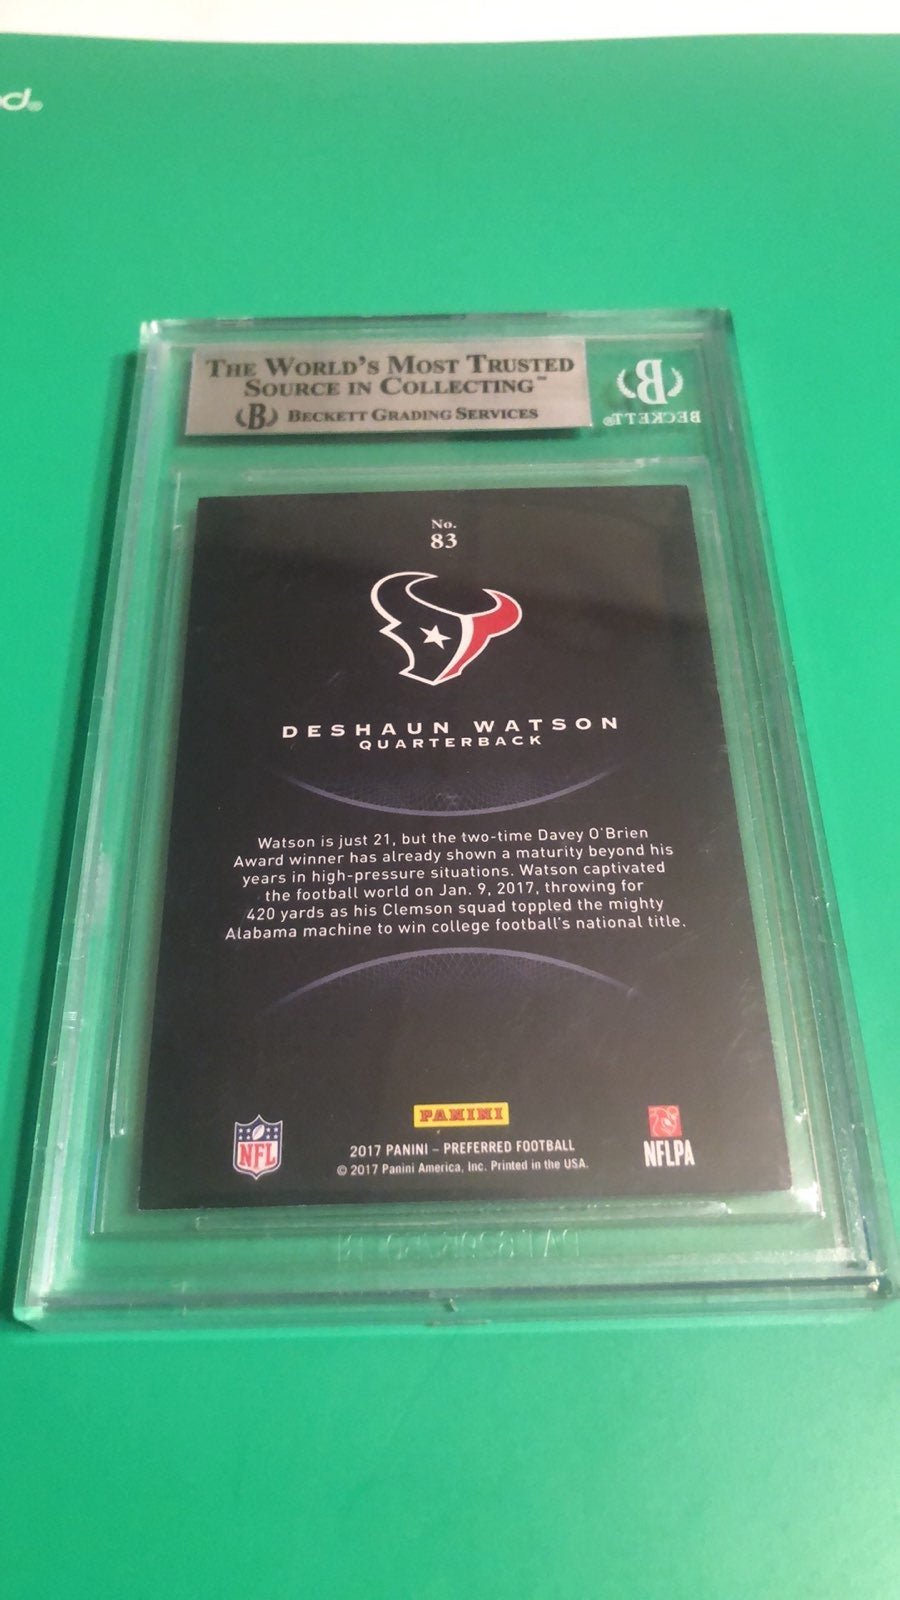 THE WORLD'S MOST TRUSTED
SOURCE IN COLLECTING™
B BECKETT GRADING SERVICES
B
BECKETT®
No.
83
DESHAUN WATSON
QUARTERBACK
Watson is just 21, but the two-time Davey O'Brien
Award winner has already shown a maturity beyond his
years in high-pressure situations. Watson captivated
the football world on Jan. 9, 2017, throwing for
420 yards as his Clemson squad toppled the mighty
Alabama machine to win college football's national title.
PANINI
NFL
2017 PANINI – PREFERRED FOOTBALL
© 2017 Panini America, Inc. Printed in the USA.
NFLPA